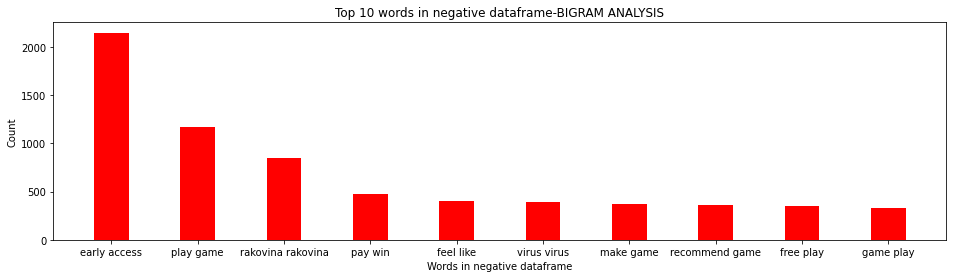 Top 10 words in negative dataframe-BIGRAM ANALYSIS
Count
2000
1500
1000
500
0
early access play game rakovina rakovina pay win feel like virus virus make game recommend game free play game play
Words in negative dataframe